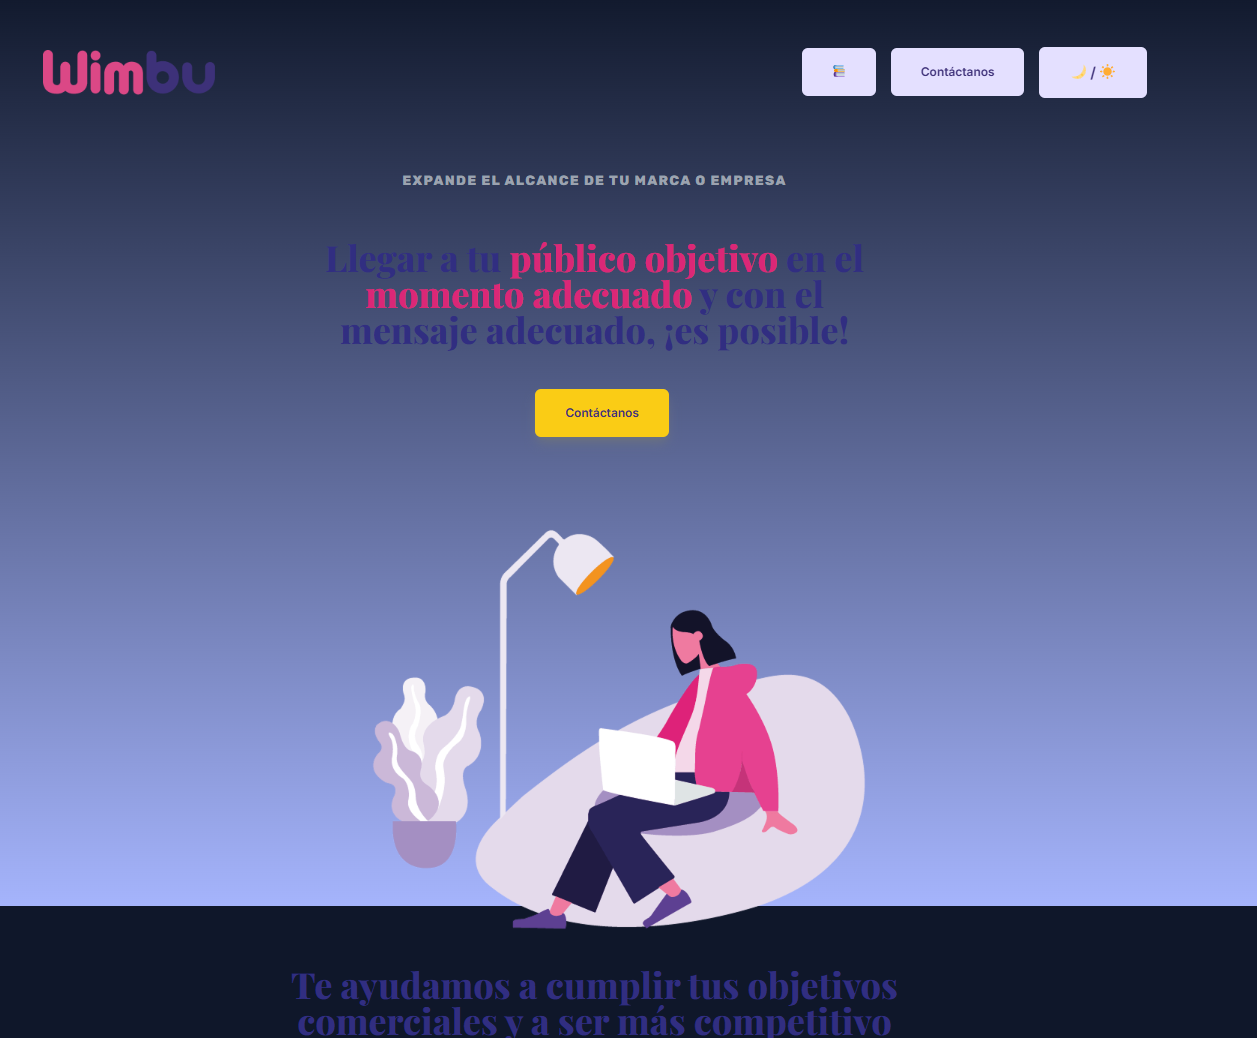 Wimbu
Contáctanos
/
EXPANDE EL ALCANCE DE TU MARCA O EMPRESA
Llegar a tu público objetivo en el
momento adecuado y con el
mensaje adecuado, ¡es posible!
Contáctanos
Te ayudamos a cumplir tus objetivos
comerciales y a ser más competitivo